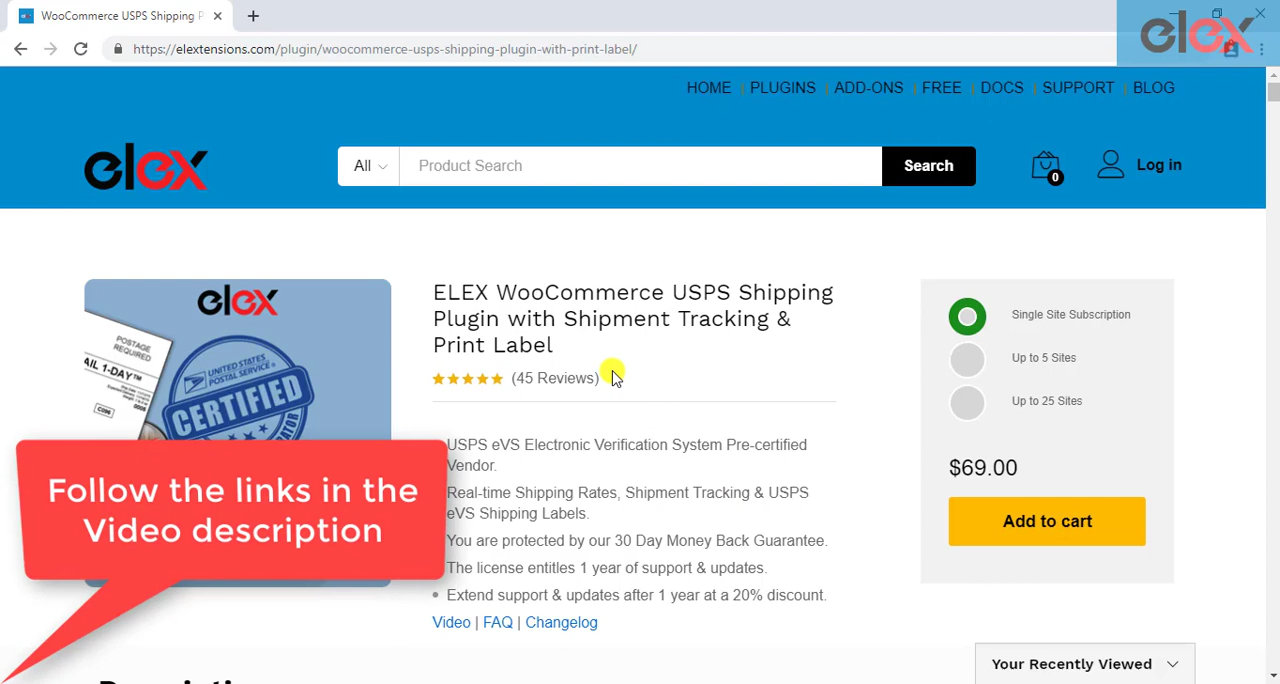 WooCommerce USPS Shipping P
https://elextensions.com/plugin/woocommerce-usps-shipping-plugin-with-print-label/
elex
HOME PLUGINS ADD-ONS FREE DOCS SUPPORT BLOG
elex
All
Product Search
Search
0
Log in
elex
POSTAGE
REQUIRED
AIL 1-DAY™
UNITED STATES
POSTAL SERVICE
CERTIFIED
ELEX WooCommerce USPS Shipping
Plugin with Shipment Tracking &
Print Label
(45 Reviews)
USPS eVS Electronic Verification System Pre-certified
Vendor.
Real-time Shipping Rates, Shipment Tracking & USPS
eVS Shipping Labels.
You are protected by our 30 Day Money Back Guarantee.
The license entitles 1 year of support & updates.
Extend support & updates after 1 year at a 20% discount.
Video | FAQ | Changelog
Single Site Subscription
Up to 5 Sites
Up to 25 Sites
$69.00
Add to cart
Follow the links in the
Video description
Your Recently Viewed